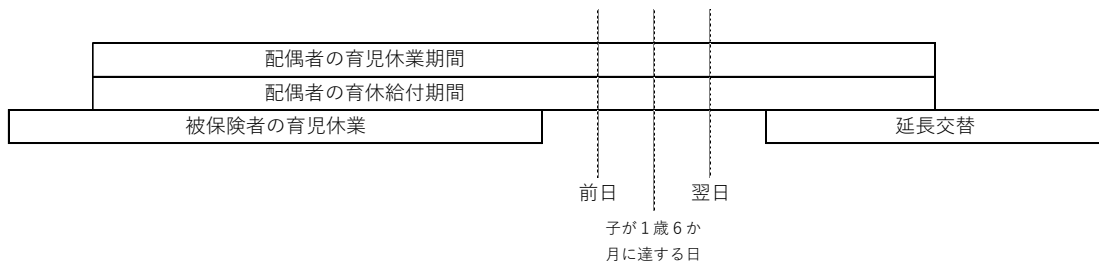 配偶者の育児休業期間
配偶者の育休給付期間
被保険者の育児休業
延長交替
前日
翌日
子が１歳６か
月に達する日